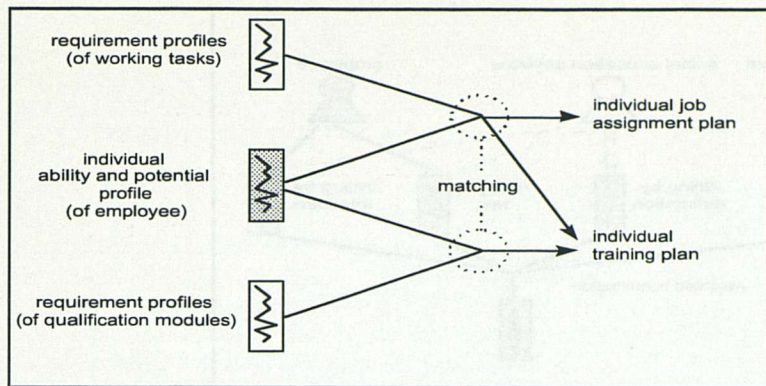 requirement profiles
(of working tasks)
individual
ability and potential
profile
(of employee)
requirement profiles
(of qualification modules)
matching
individual job
assignment plan
individual
training plan